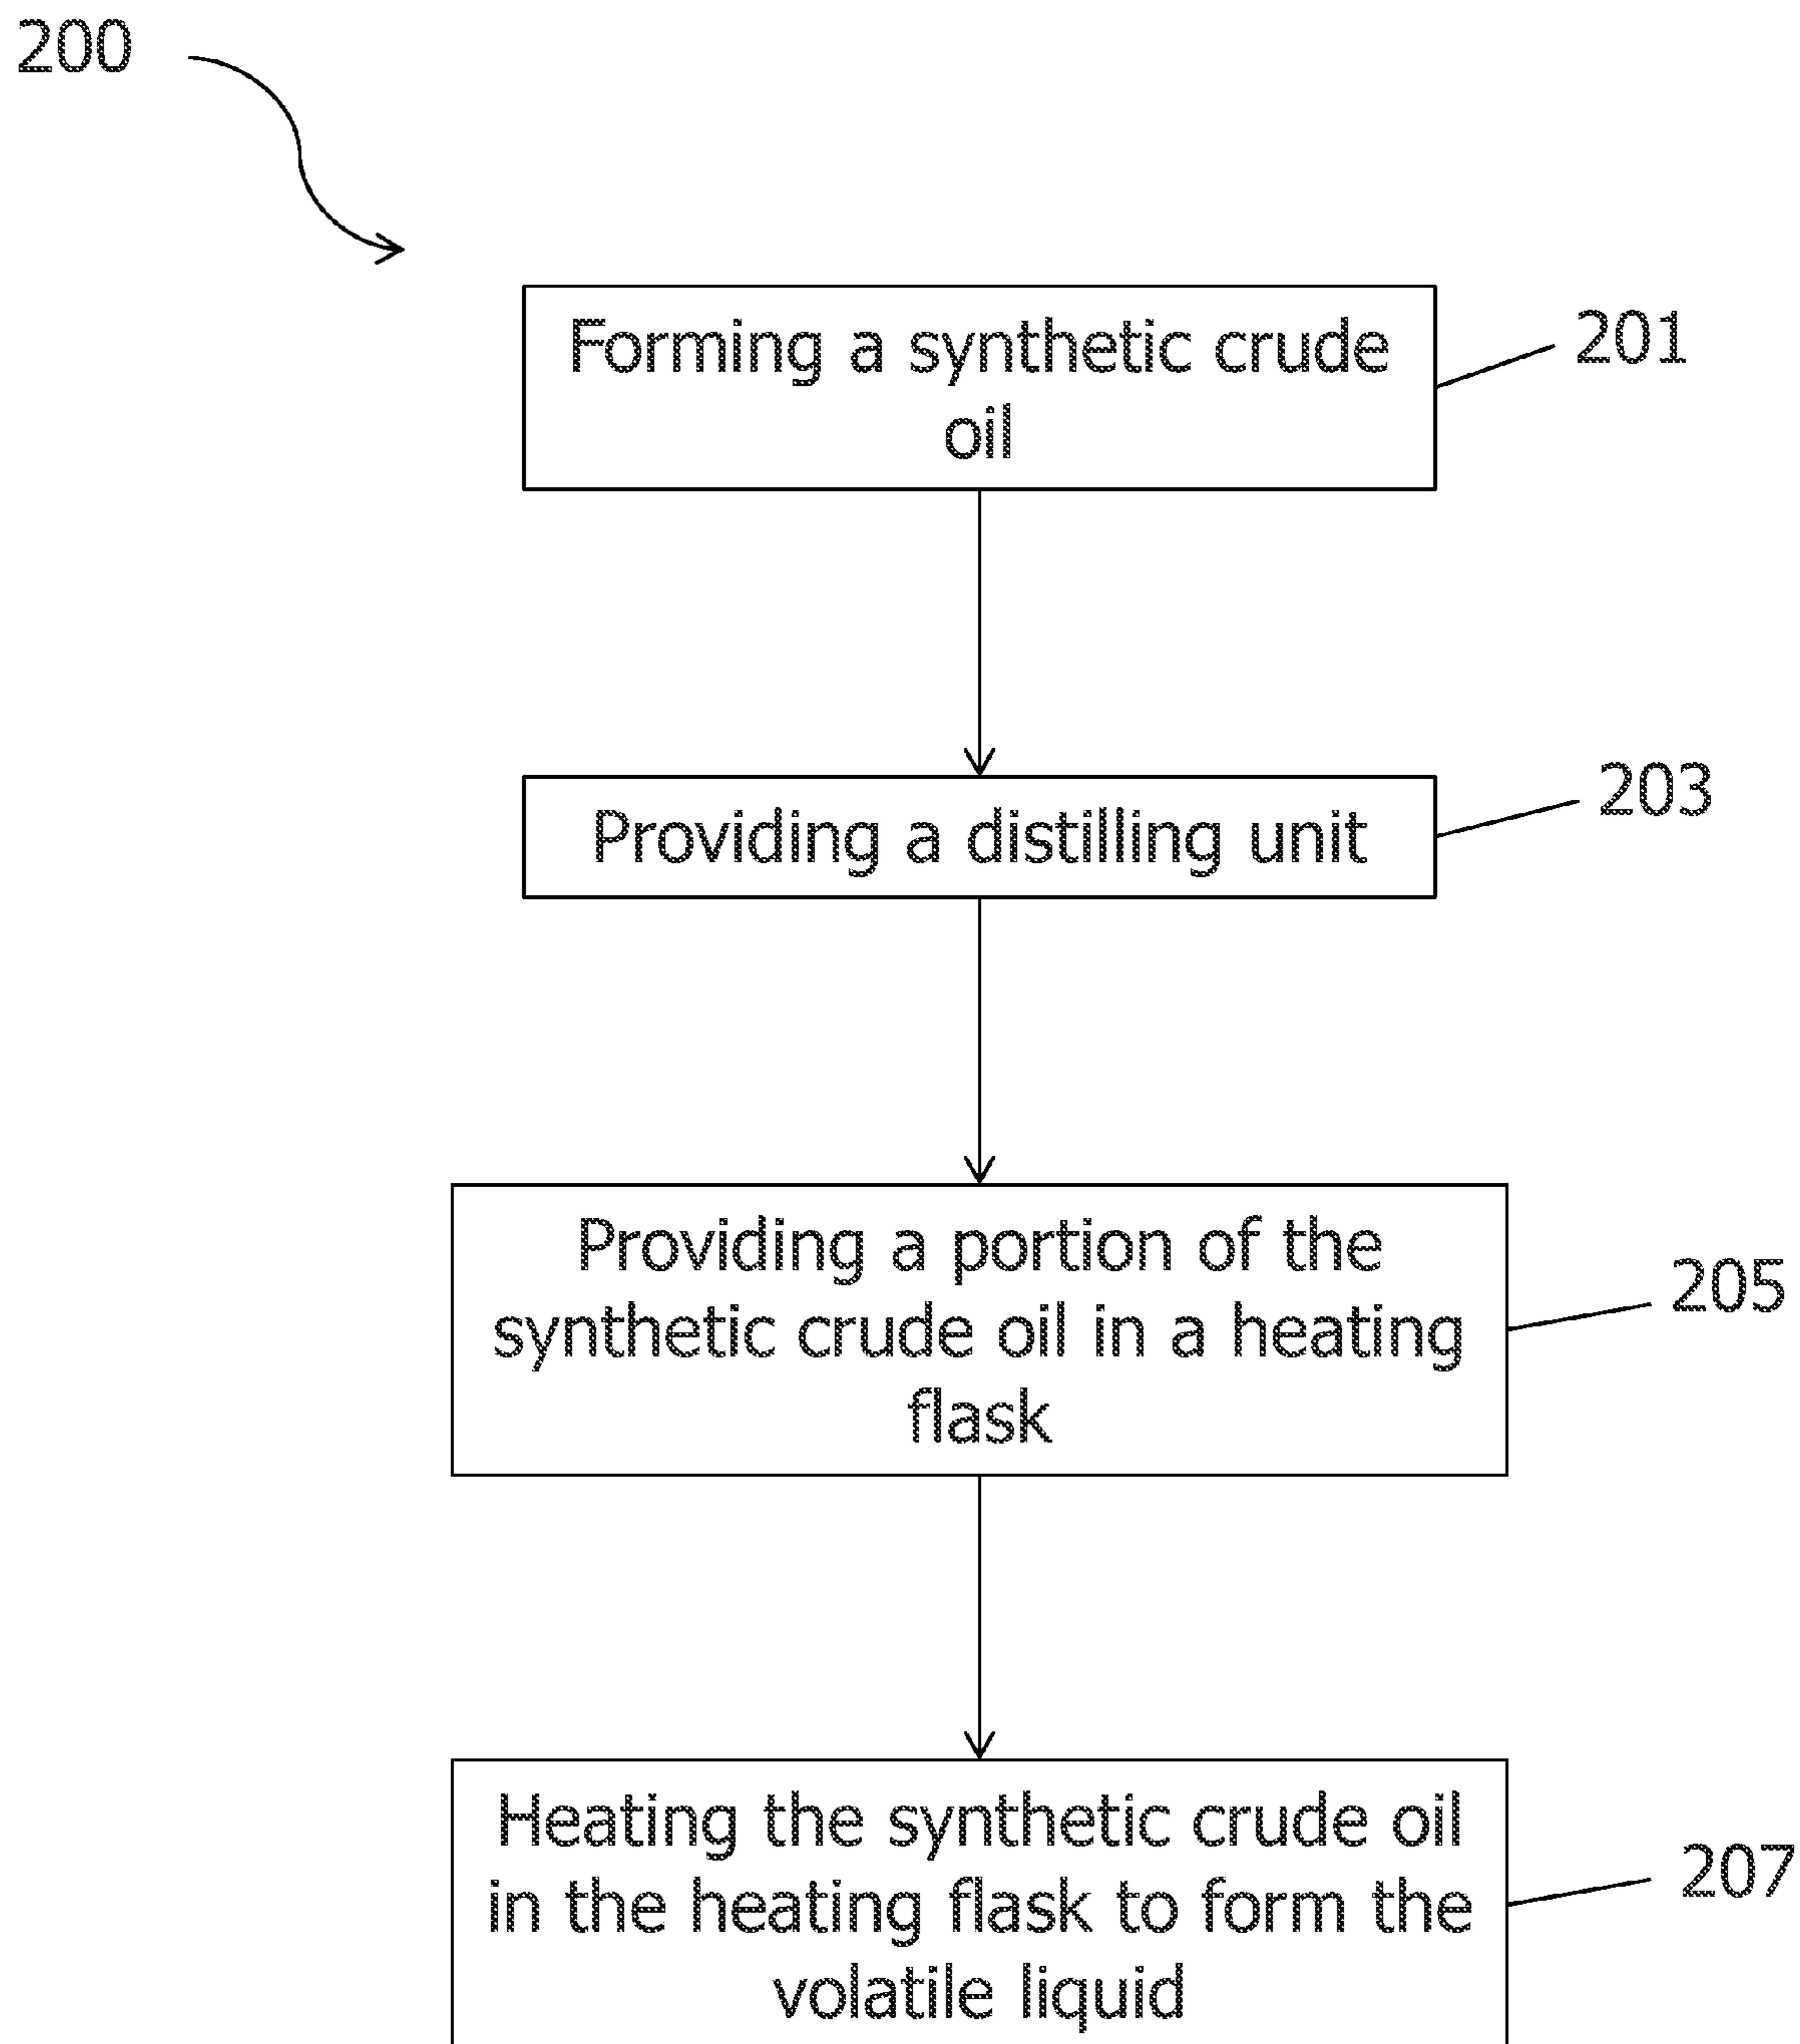 200
Forming a synthetic crude
oil
201
Providing a distilling unit
203
Providing a portion of the
synthetic crude oil in a heating
flask
205
Heating the synthetic crude oil
in the heating flask to form the
volatile liquid
207